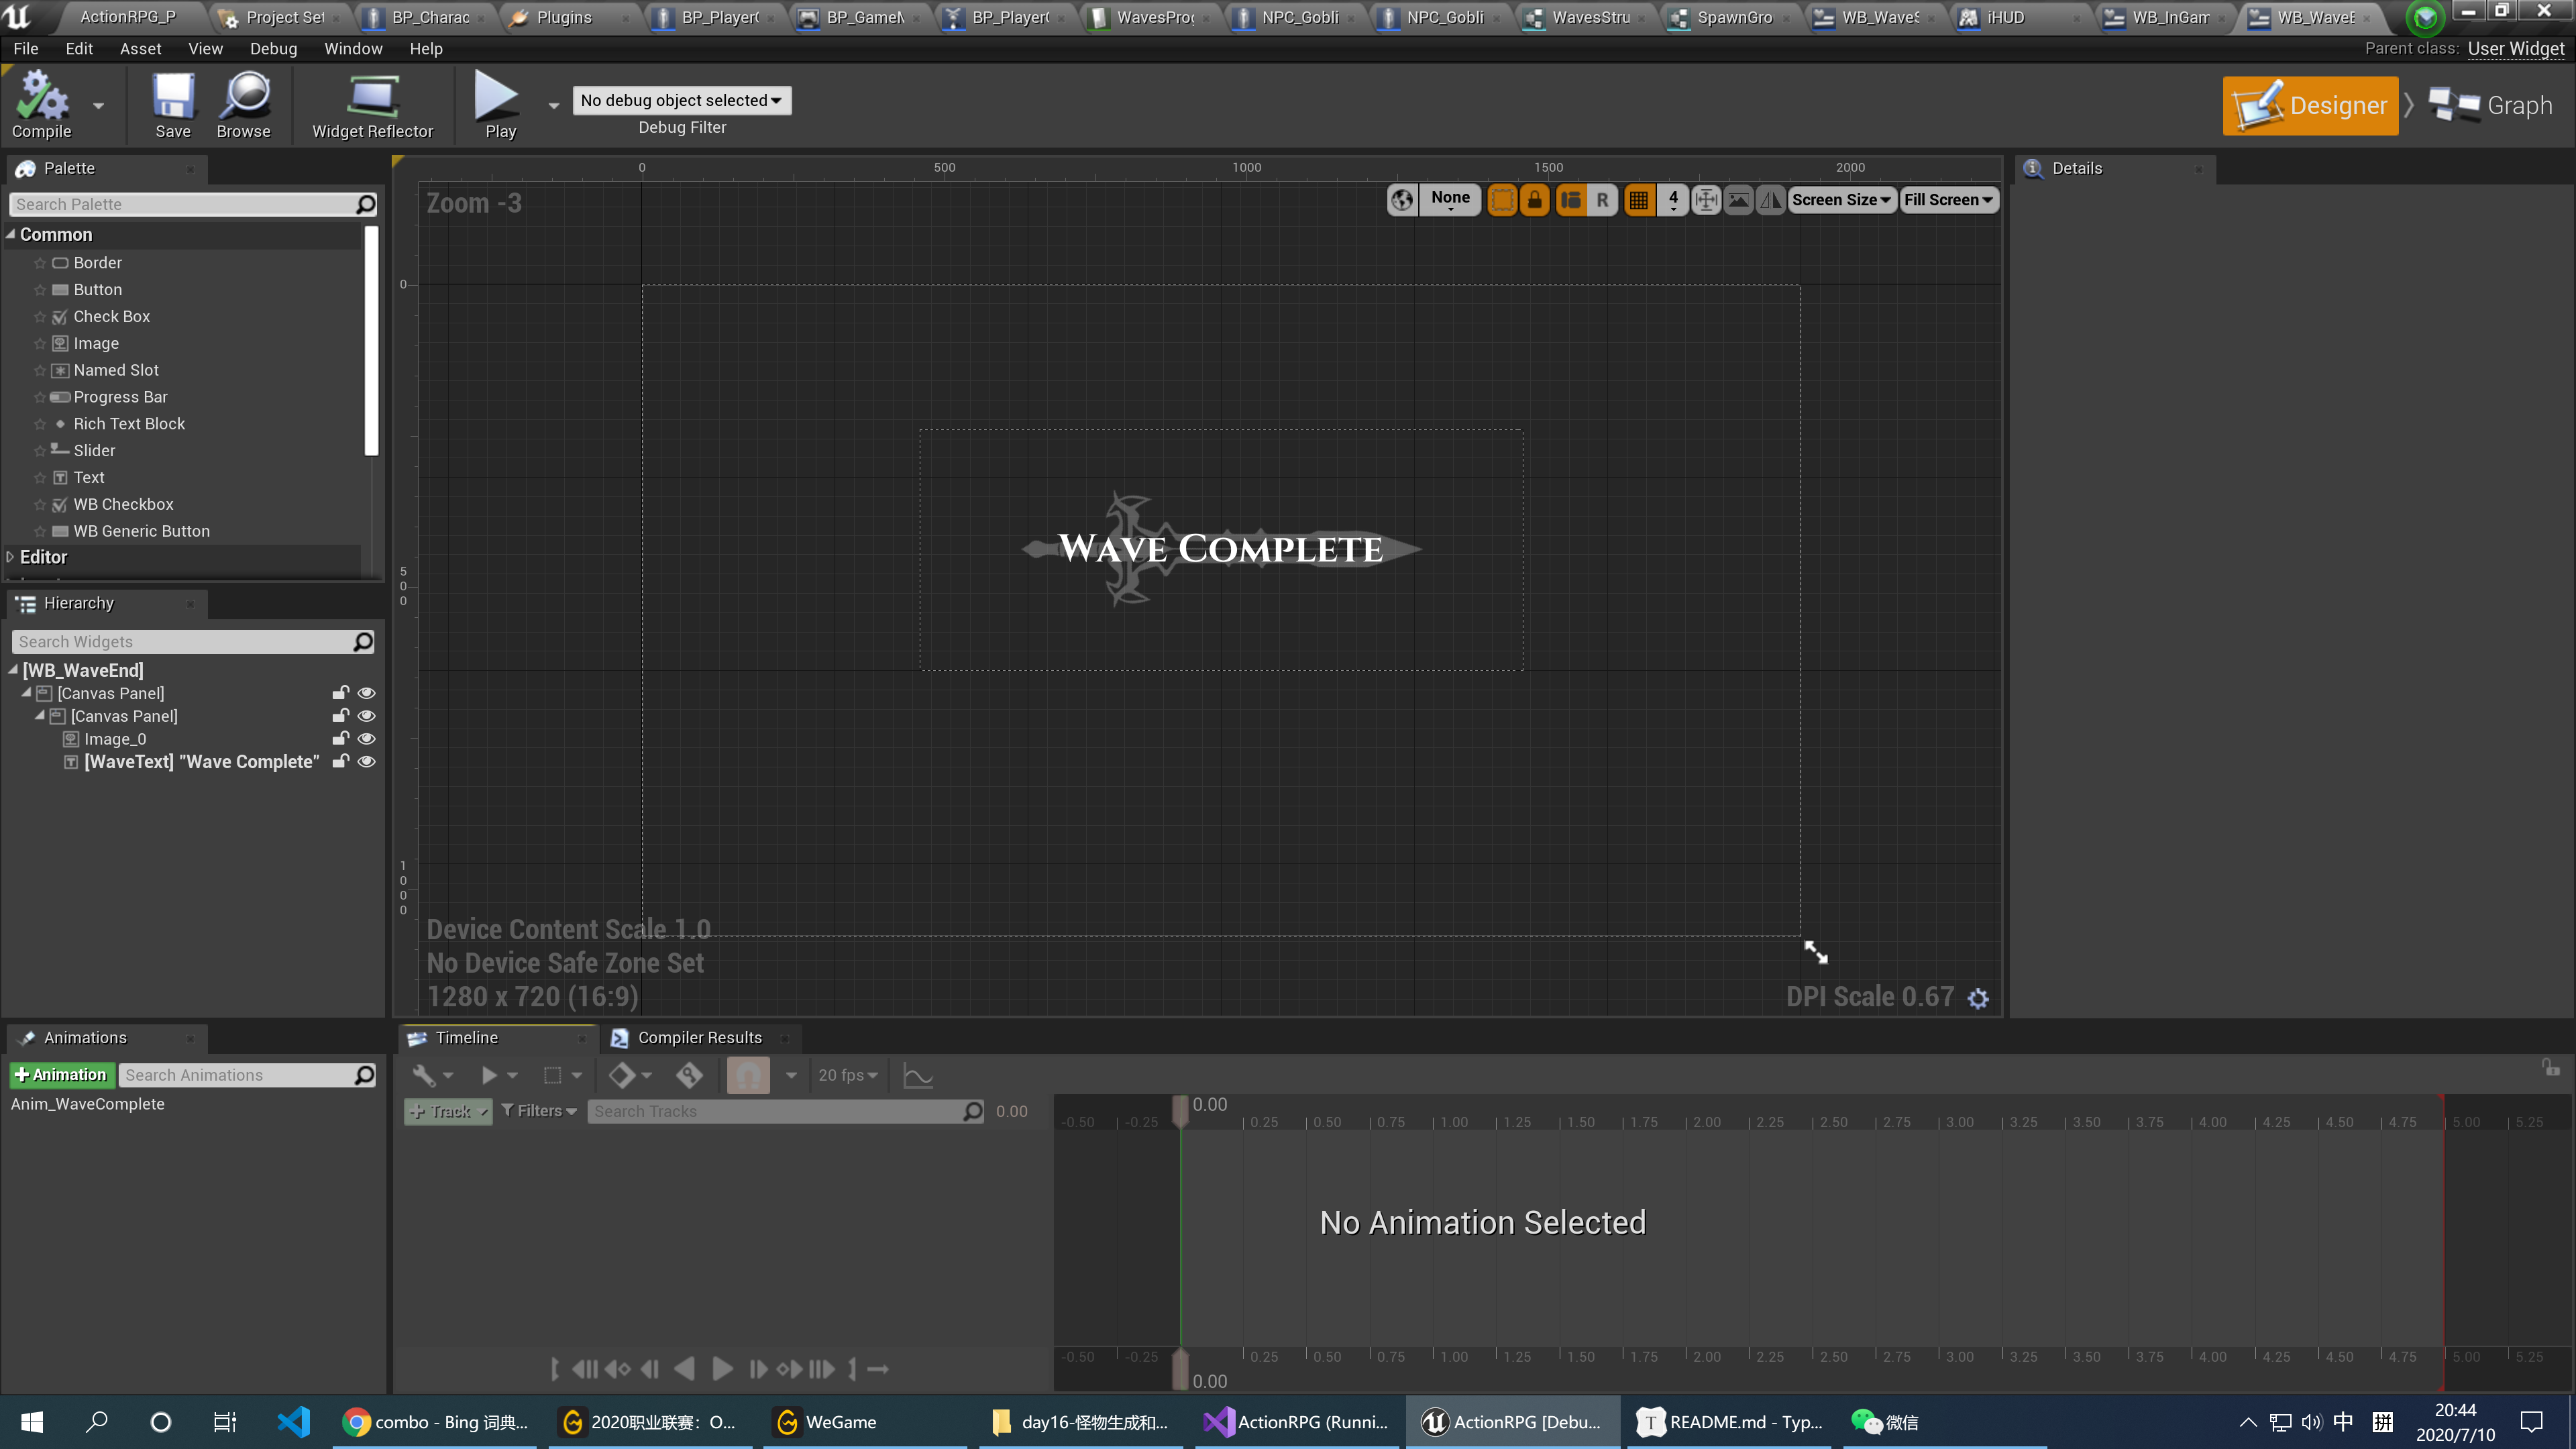 ActionRPG_P
Project Set
BP_Charac
Plugins
BP_Player
BP_GameM
BP_Player
WavesProg
NPC_Gobli
NPC_Gobli
WavesStru
SpawnGro
WB_WaveS
iHUD
WB_InGam
WB_WaveE
File Edit Asset View Debug Window Help
Parent class: User Widget
Compile
Save
Browse
Widget Reflector
Play
No debug object selected
Debug Filter
Designer
Graph
Palette
Search Palette
Common
Border
Button
Check Box
Image
Named Slot
Progress Bar
Rich Text Block
Slider
Text
WB Checkbox
WB Generic Button
Editor
Hierarchy
Search Widgets
[WB_WaveEnd]
[Canvas Panel]
[Canvas Panel]
Image_0
[WaveText] "Wave Complete"
0 500 1000 1500 2000
Zoom -3
None
R
4
Screen Size
Fill Screen
0
500
1000
Wave Complete
Device Content Scale 1.0
No Device Safe Zone Set
1280 x 720 (16:9)
DPI Scale 0.67
Details
Animations
Animation
Search Animations
Anim_WaveComplete
Timeline
Compiler Results
20 fps
Track
Filters
Search Tracks
0.00
0.00
-0.50 -0.25 0.25 0.50 0.75 1.00 1.25 1.50 1.75 2.00 2.25 2.50 2.75 3.00 3.25 3.50 3.75 4.00 4.25 4.50 4.75 5.00 5.25
No Animation Selected
-0.50 -0.25 0.25 0.50 0.75 1.00 1.25 1.50 1.75 2.00 2.25 2.50 2.75 3.00 3.25 3.50 3.75 4.00 4.25 4.50 4.75 5.00 5.25
0.00
combo - Bing 词典...
2020职业联赛：O...
WeGame
day16-怪物生成和...
ActionRPG (Runni...
ActionRPG [Debu...
README.md - Typ...
微信
中
拼
20:44
2020/7/10